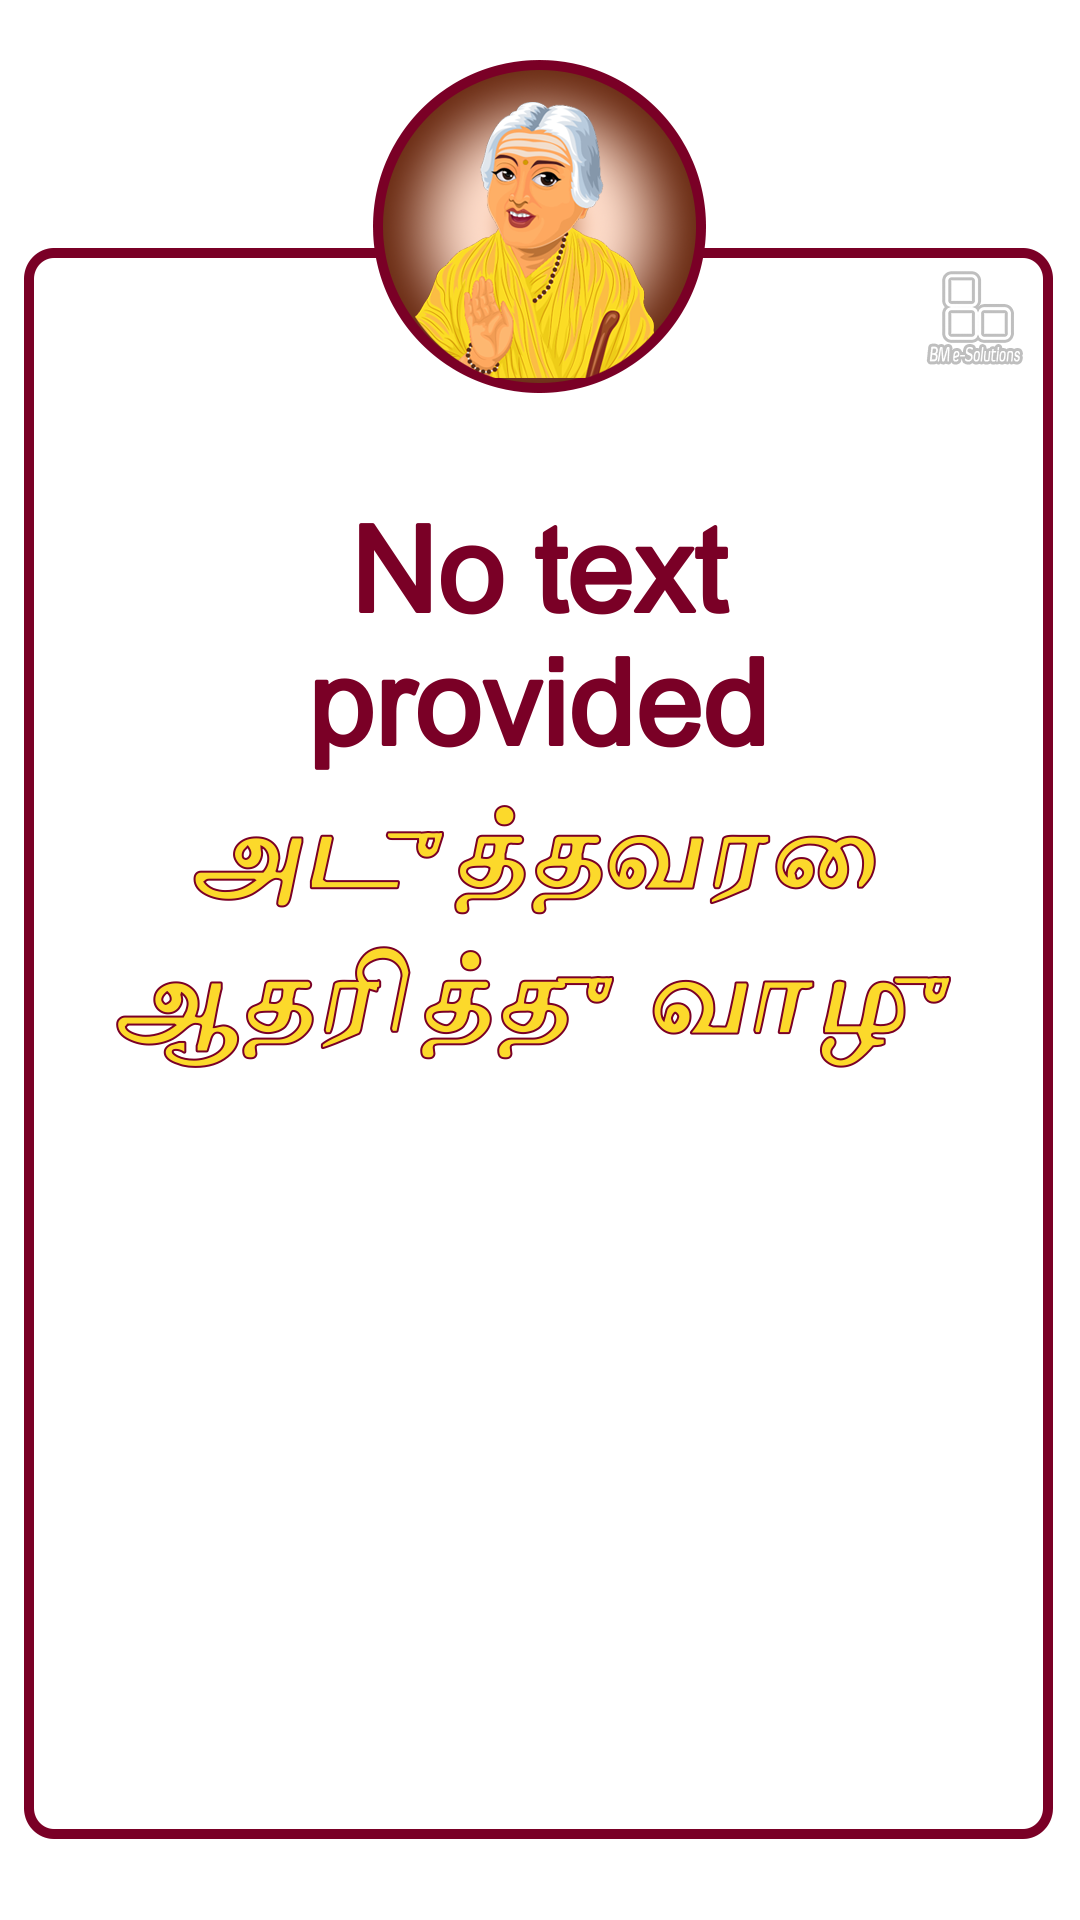 BM e-Solutions
No text
provided
அடுத்தவரை
ஆதரித்து வாழு